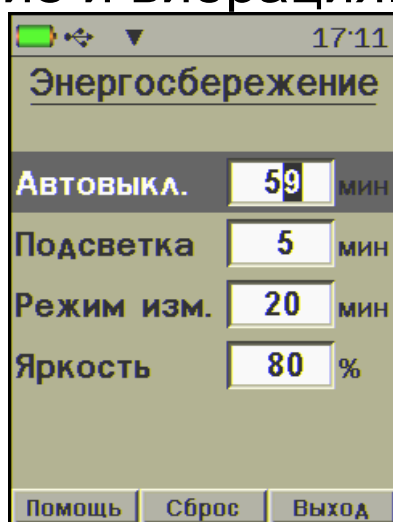 17:11
Энергосбережение
Автовыкл. 59 мин
Подсветка 5 мин
Режим изм. 20 мин
Яркость 80 %
Помощь Сброс Выход